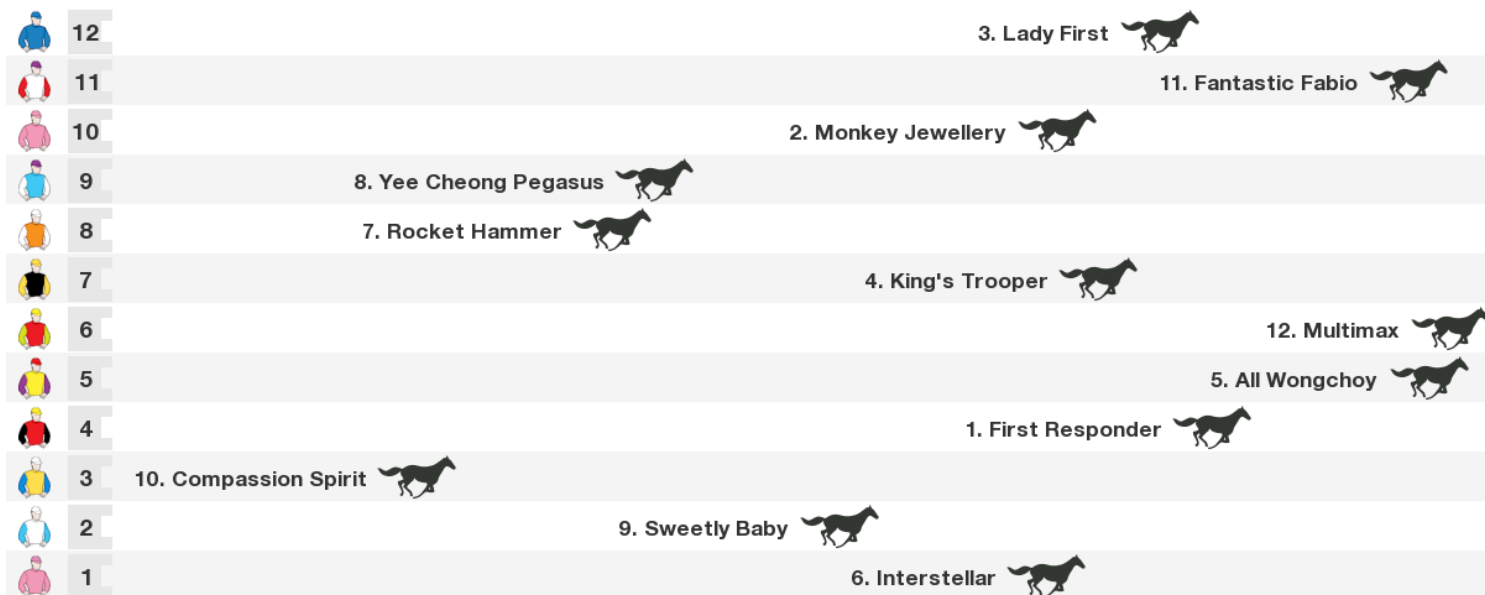 12 3. Lady First
11 11. Fantastic Fabio
10 2. Monkey Jewellery
9 8. Yee Cheong Pegasus
8 7. Rocket Hammer
7 4. King's Trooper
6 12. Multimax
5 5. All Wongchoy
4 1. First Responder
3 10. Compassion Spirit
2 9. Sweetly Baby
1 6. Interstellar